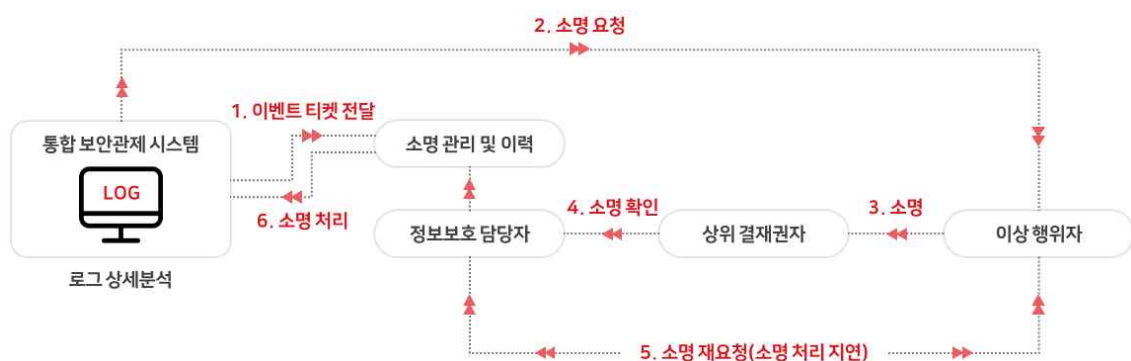 2. 소명 요청
1. 이벤트 티켓 전달
통합 보안관제 시스템
소명 관리 및 이력
LOG
6. 소명 처리
4. 소명 확인
3. 소명
정보보호 담당자
상위 결재권자
이상 행위자
로그 상세분석
5. 소명 재요청(소명 처리 지연)